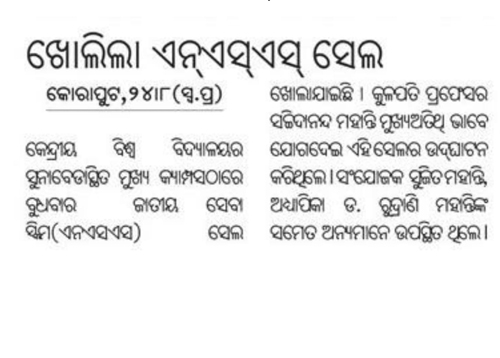 ଖୋଲିଲା ଏନ୍ଏସ୍ଏସ୍ ସେଲ
କୋରାପୁଟ,୨୪।୮(ସ୍ୱ.ପ୍ର)
କେନ୍ଦ୍ରୀୟ ବିଶ୍ୱ ବିଦ୍ୟାଳୟର
ସୁନାବେଡାସ୍ଥିତ ମୁଖ୍ୟ କ୍ୟାମ୍ପସଠାରେ
ବୁଧବାର ଜାତୀୟ ସେବା
ସ୍କିମ(ଏନଏସଏସ) ସେଲ
ଖୋଲାଯାଇଛି । କୁଳପତି ପ୍ରଫେସର
ସଚ୍ଚିଦାନନ୍ଦ ମହାନ୍ତି ମୁଖ୍ୟଅତିଥି ଭାବେ
ଯୋଗଦେଇ ଏହି ସେଲର ଉଦ୍‌ଘାଟନ
କରିଥିଲେ । ସଂଯୋଜକ ସୁଜିତ ମହାନ୍ତି,
ଅଧ୍ୟାପିକା ଡ. ରୁଦ୍ରାଣି ମହାନ୍ତିଙ୍କ
ସମେତ ଅନ୍ୟମାନେ ଉପସ୍ଥିତ ଥିଲେ ।